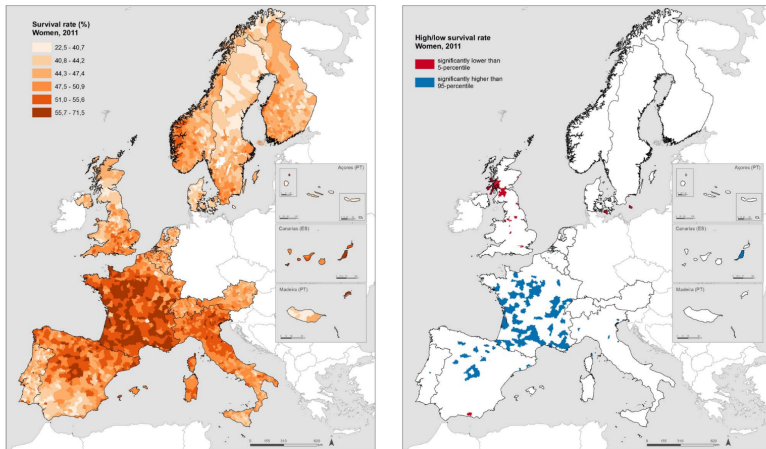 Survival rate (%)
Women, 2011
22,5 - 40,7
40,8 - 44,2
44,3 - 47,4
47,5 - 50,9
51,0 - 55,6
55,7 - 71,5
Açores (PT)
Canarias (ES)
Madeira (PT)
High/low survival rate
Women, 2011
significantly lower than
5-percentile
significantly higher than
95-percentile
Açores (PT)
Canarias (ES)
Madeira (PT)